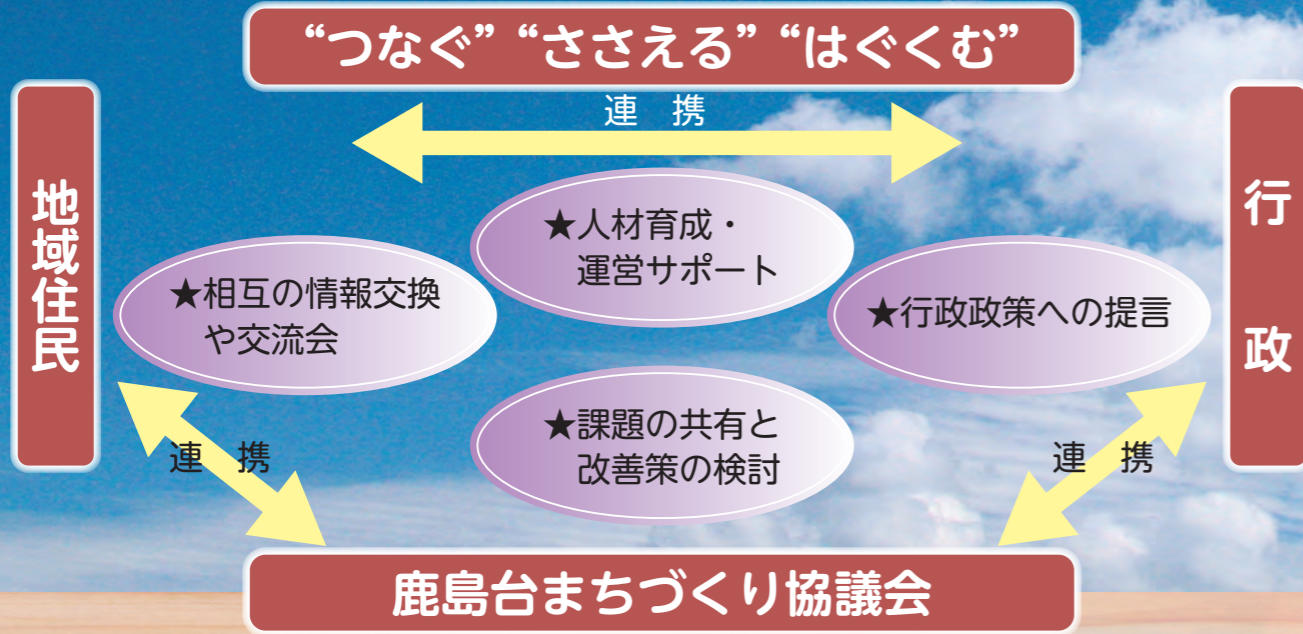 “つなぐ” “ささえる” “はぐくむ”
連　携
地域住民
行政
★人材育成・
運営サポート
★相互の情報交換
や交流会
★行政政策への提言
★課題の共有と
改善策の検討
連　携
連　携
鹿島台まちづくり協議会